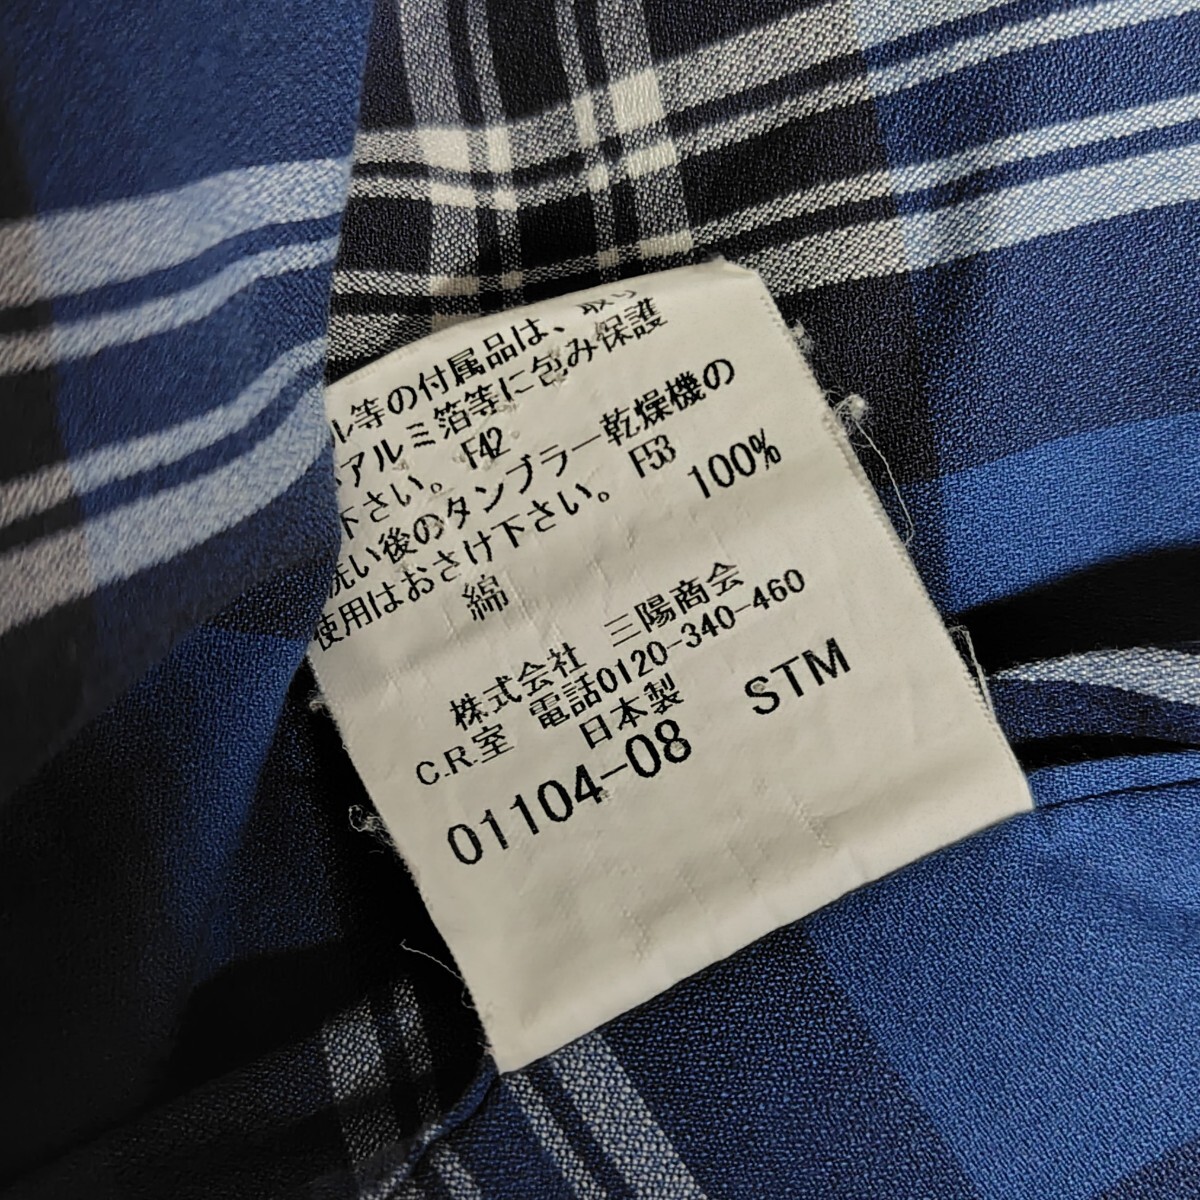 ル等の付属品は、取り
アルミ箔等に包み保護
下さい。 F42
洗い後のタンブラー乾燥機の
使用はおさけ下さい。 F53
綿 100%
株式会社 三陽商会
C.R.室 電話0120-340-460
日本製
01104-08 STM